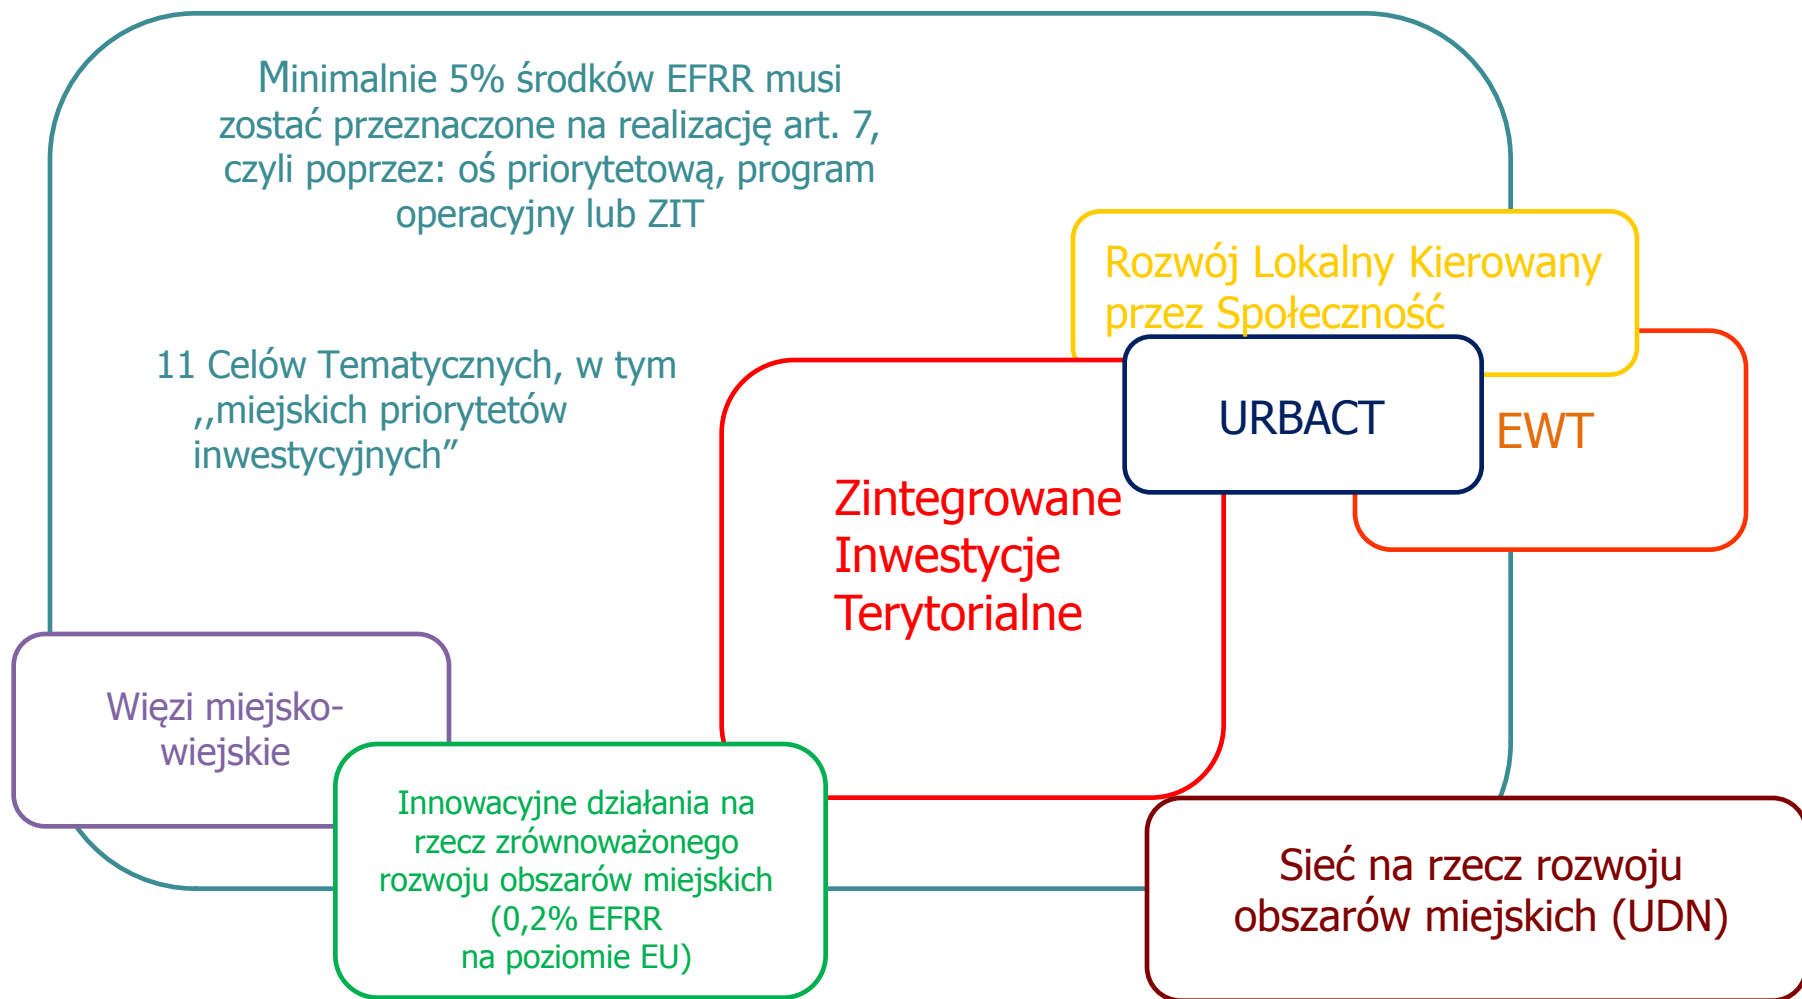 Minimalnie 5% środków EFRR musi
zostać przeznaczone na realizację art. 7,
czyli poprzez: oś priorytetową, program
operacyjny lub ZIT
Rozwój Lokalny Kierowany
przez Społeczność
11 Celów Tematycznych, w tym
,,miejskich priorytetów
inwestycyjnych”
URBACT
EWT
Zintegrowane
Inwestycje
Terytorialne
Więzi miejsko-
wiejskie
Innowacyjne działania na
rzecz zrównoważonego
rozwoju obszarów miejskich
(0,2% EFRR
na poziomie EU)
Sieć na rzecz rozwoju
obszarów miejskich (UDN)